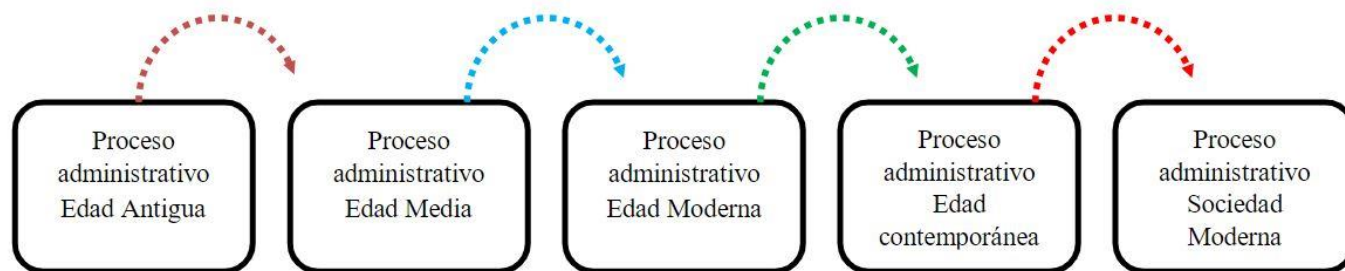 Proceso
administrativo
Edad Antigua
Proceso
administrativo
Edad Media
Proceso
administrativo
Edad Moderna
Proceso
administrativo
Edad
contemporánea
Proceso
administrativo
Sociedad
Moderna